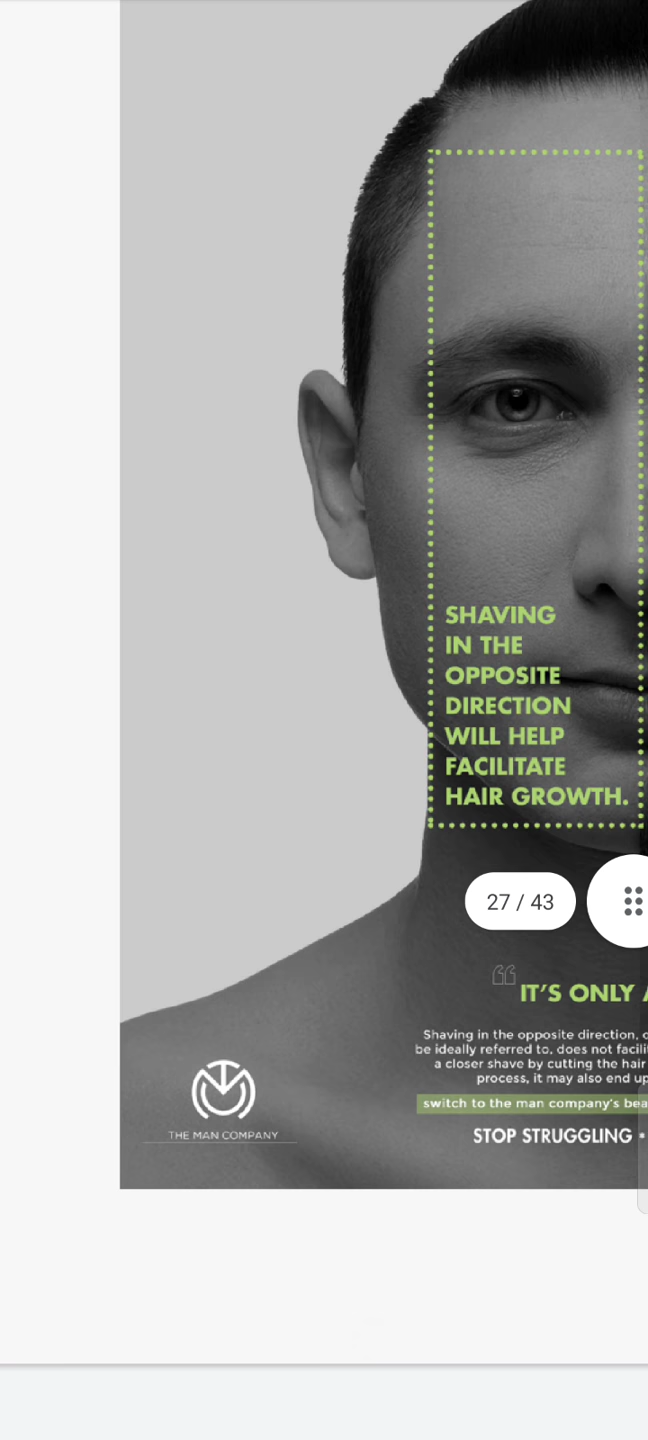 SHAVING
IN THE
OPPOSITE
DIRECTION
WILL HELP
FACILITATE
HAIR GROWTH.
27 / 43
IT'S ONLY
Shaving in the opposite direction,
be ideally referred to, does not
a closer shave by cutting the hair
process, it may also end up
switch to the man company's
THE MAN COMPANY
STOP STRUGGLING •